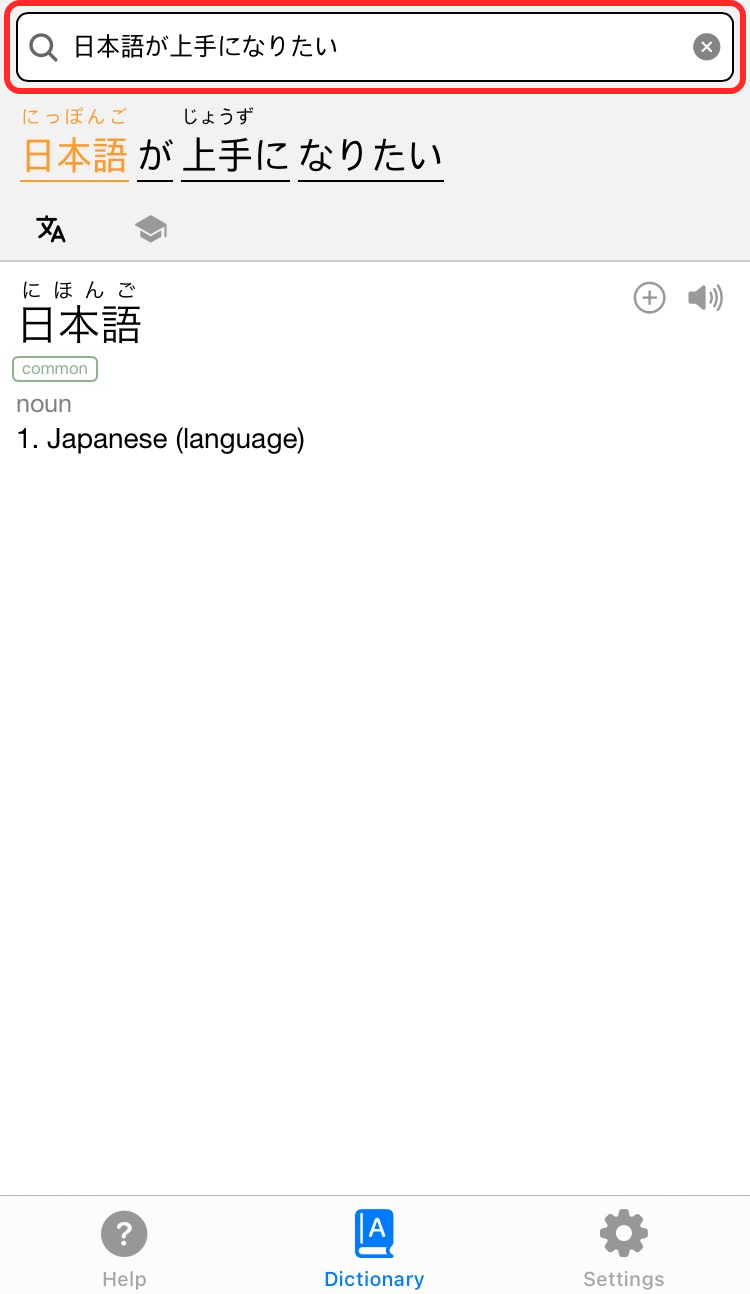 日本語が上手になりたい
にっぽんご じょうず
日本語 が 上手に なりたい
にほんご
日本語
common
noun
1. Japanese (language)
Help Dictionary Settings